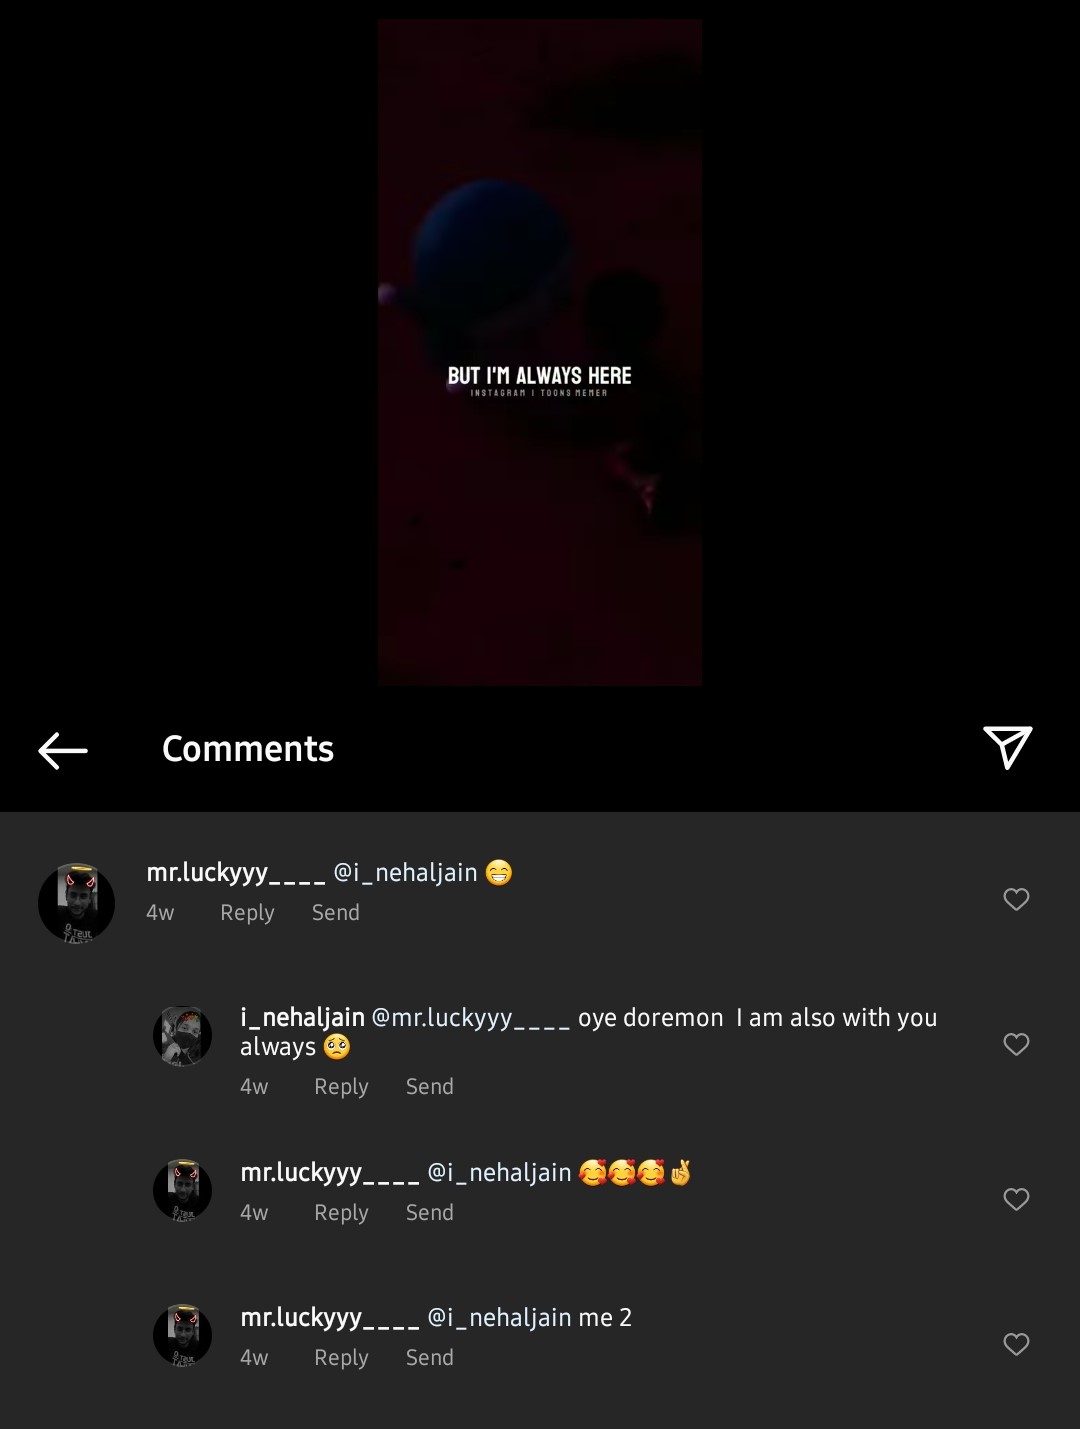 BUT I'M ALWAYS HERE
INSTAGRAM | TOONS MEMER
Comments
mr.luckyyy____ @i_nehaljain 😁
4w Reply Send
i_nehaljain @mr.luckyyy____ oye doremon I am also with you
always 🥺
4w Reply Send
mr.luckyyy____ @i_nehaljain 🥰🥰🥰🤞
4w Reply Send
mr.luckyyy____ @i_nehaljain me 2
4w Reply Send